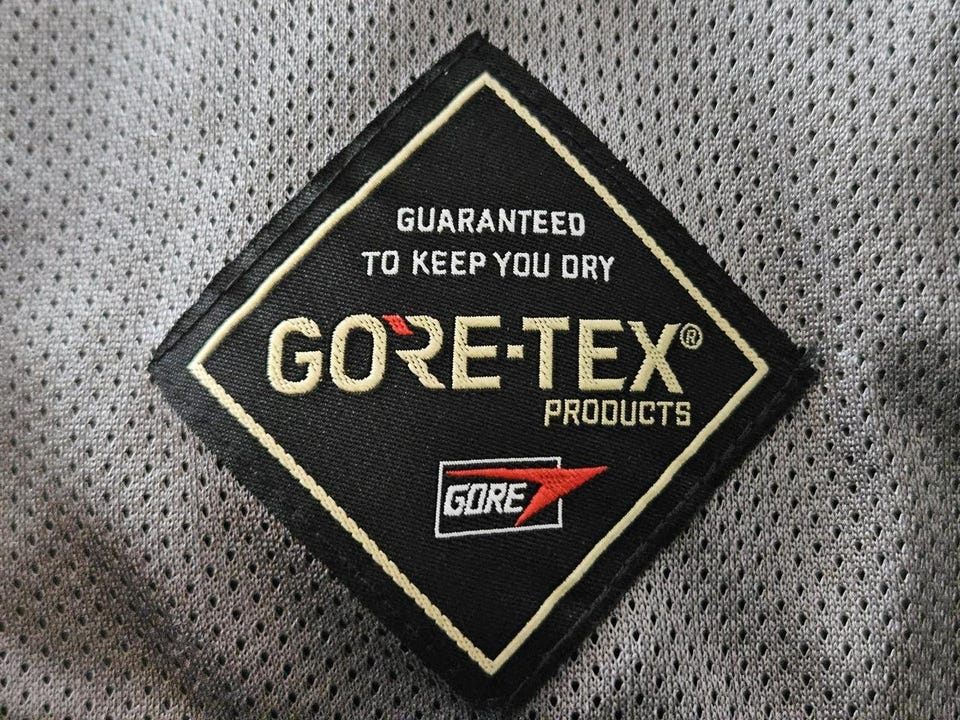 GUARANTEED
TO KEEP YOU DRY
GORE-TEX®
PRODUCTS
GORE